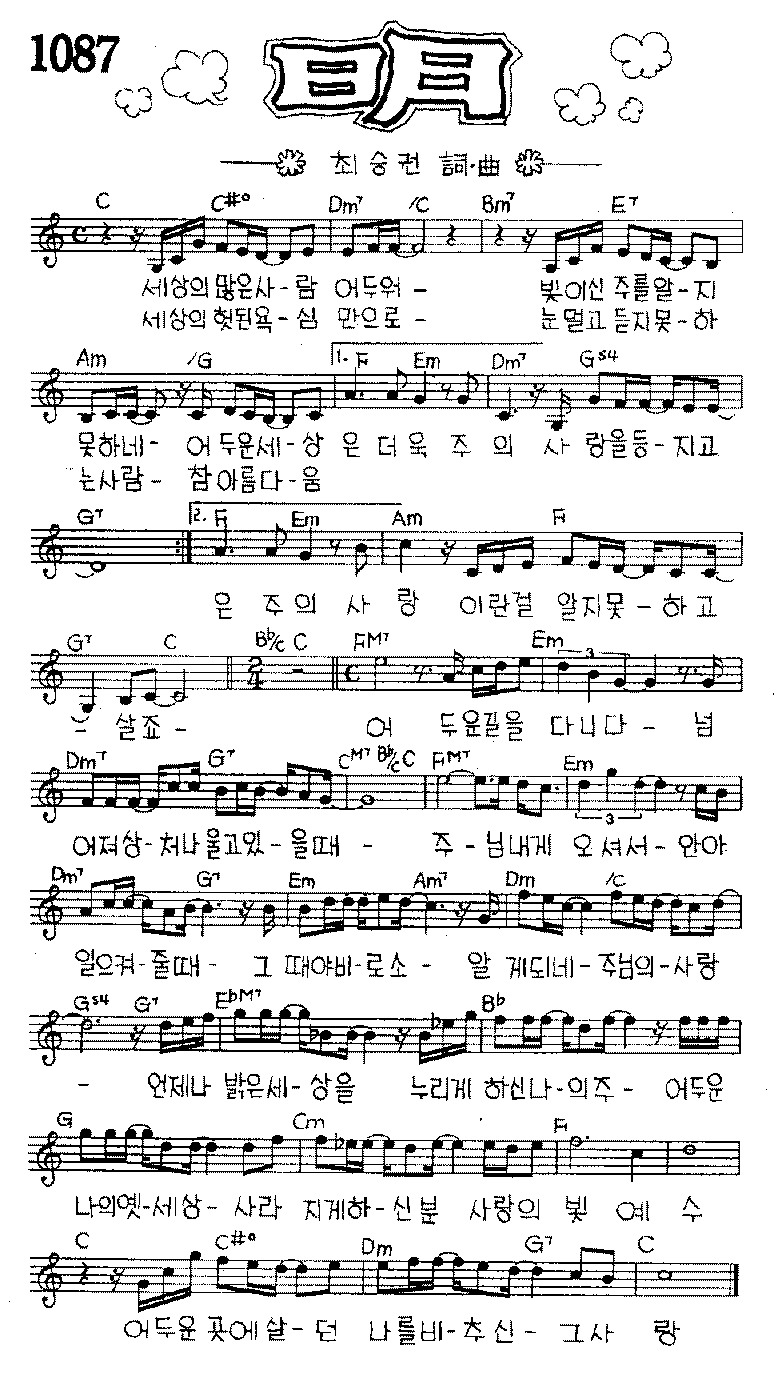 1087
明
최승권 詞·曲
C C#° Dm7 /C Bm7 E7
세상의많은사-람 어두워- 빛이신 주를알-지
세상의헛된욕-심 만으로- 눈멀고 듣지못-하
Am /G 1. F Em Dm7 Gs4
못하네- 어두운세-상 은 더 욱 주 의 사 랑을등-지고
는사람- 참아름다-움
G7 2. F Em Am F
은 주 의 사 랑 이란걸 알지못-하고
G7 C Bb/C C FM7 Em
2 4 3
- 살죠- 어 두운길을 다니다- 넘
Dm7 G7 CM7 Bb/C C FM7 Em
3
어져상-처나울고있-을때- 주-님내게 오셔서-안아
Dm7 G7 Em Am7 Dm /C
일으켜-줄때- 그때야비-로소- 알게되네-주님의-사랑
Gs4 G7 EbM7 Bb
- 언제나 밝은세-상을 누리게 하신나-의주- 어두운
G Cm F
나의옛-세상-사라 지게하-신분 사랑의 빛 예 수
C C#° Dm G7 C
어두운곳에살-던 나를비-추신- 그사 랑